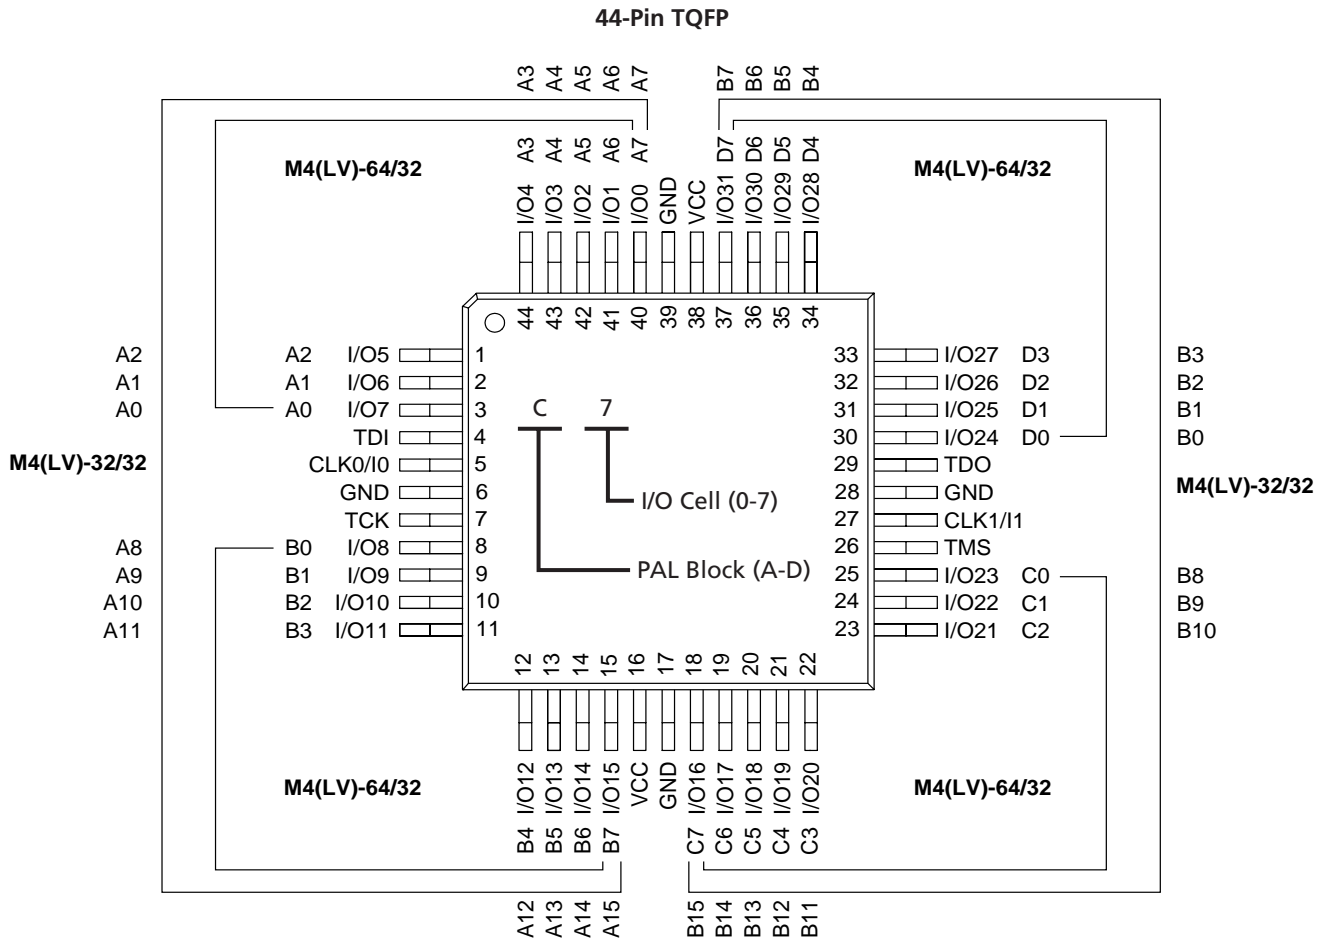 44-Pin TQFP
A3 A4 A5 A6 A7 B7 B6 B5 B4
A3 A4 A5 A6 A7 D7 D6 D5 D4
M4(LV)-64/32 M4(LV)-64/32
I/O4 I/O3 I/O2 I/O1 I/O0 GND VCC I/O31 I/O30 I/O29 I/O28
44 43 42 41 40 39 38 37 36 35 34
A2 A2 I/O5 1 33 I/O27 D3 B3
A1 A1 I/O6 2 32 I/O26 D2 B2
A0 A0 I/O7 3 C 7 31 I/O25 D1 B1
TDI 4 30 I/O24 D0 B0
M4(LV)-32/32 CLK0/I0 5 29 TDO
GND 6 I/O Cell (0-7) 28 GND M4(LV)-32/32
TCK 7 27 CLK1/I1
A8 B0 I/O8 8 26 TMS
A9 B1 I/O9 9 PAL Block (A-D) 25 I/O23 C0 B8
A10 B2 I/O10 10 24 I/O22 C1 B9
A11 B3 I/O11 11 23 I/O21 C2 B10
12 13 14 15 16 17 18 19 20 21 22
I/O12 I/O13 I/O14 I/O15 VCC GND I/O16 I/O17 I/O18 I/O19 I/O20
M4(LV)-64/32 M4(LV)-64/32
B4 B5 B6 B7 C7 C6 C5 C4 C3
A12 A13 A14 A15 B15 B14 B13 B12 B11